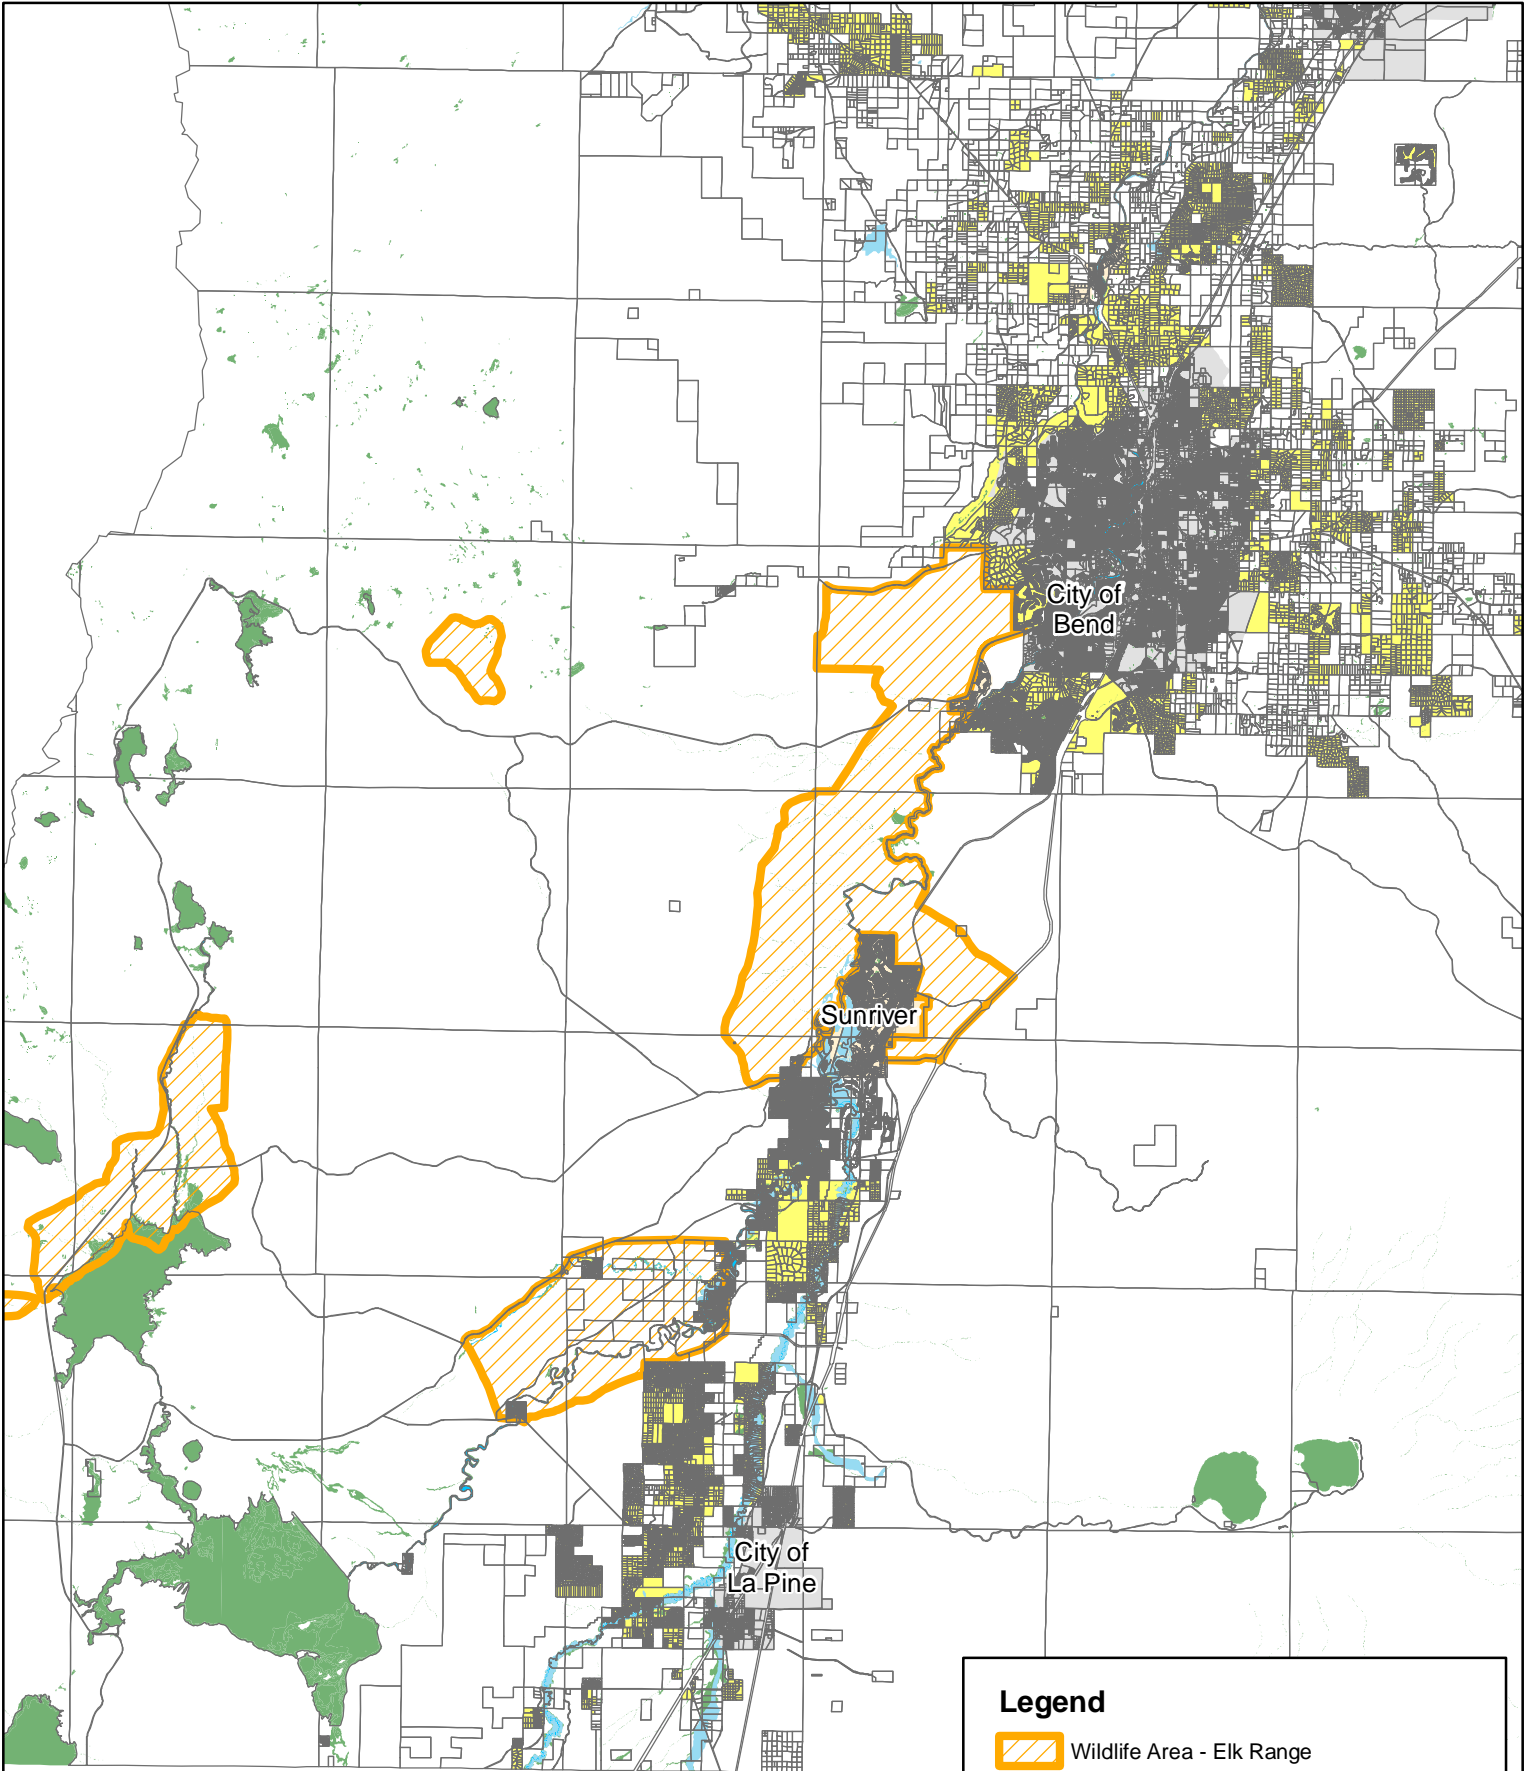 City of
Bend
Sunriver
City of
La Pine
Legend
Wildlife Area - Elk Range